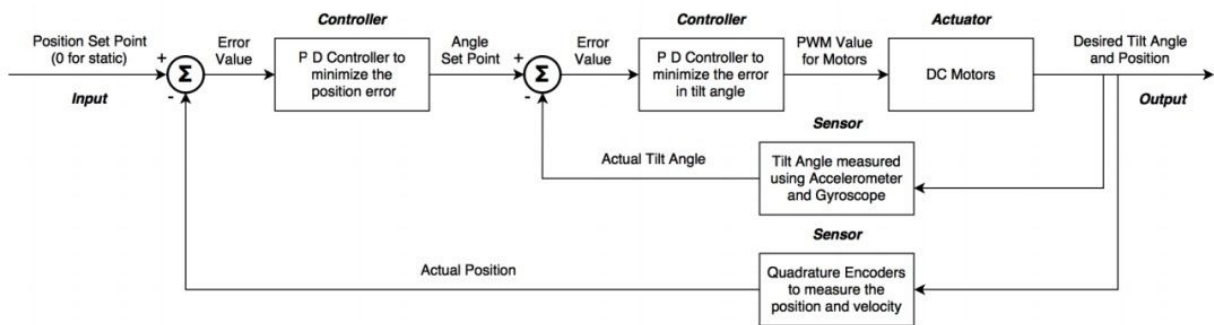 Controller
Controller
Actuator
Position Set Point
(0 for static)
+
Σ
-
Input
Error
Value
P D Controller to
minimize the
position error
Angle
Set Point
+
Σ
-
Error
Value
P D Controller to
minimize the error
in tilt angle
PWM Value
for Motors
DC Motors
Desired Tilt Angle
and Position
Output
Sensor
Actual Tilt Angle
Tilt Angle measured
using Accelerometer
and Gyroscope
Sensor
Actual Position
Quadrature Encoders
to measure the
position and velocity